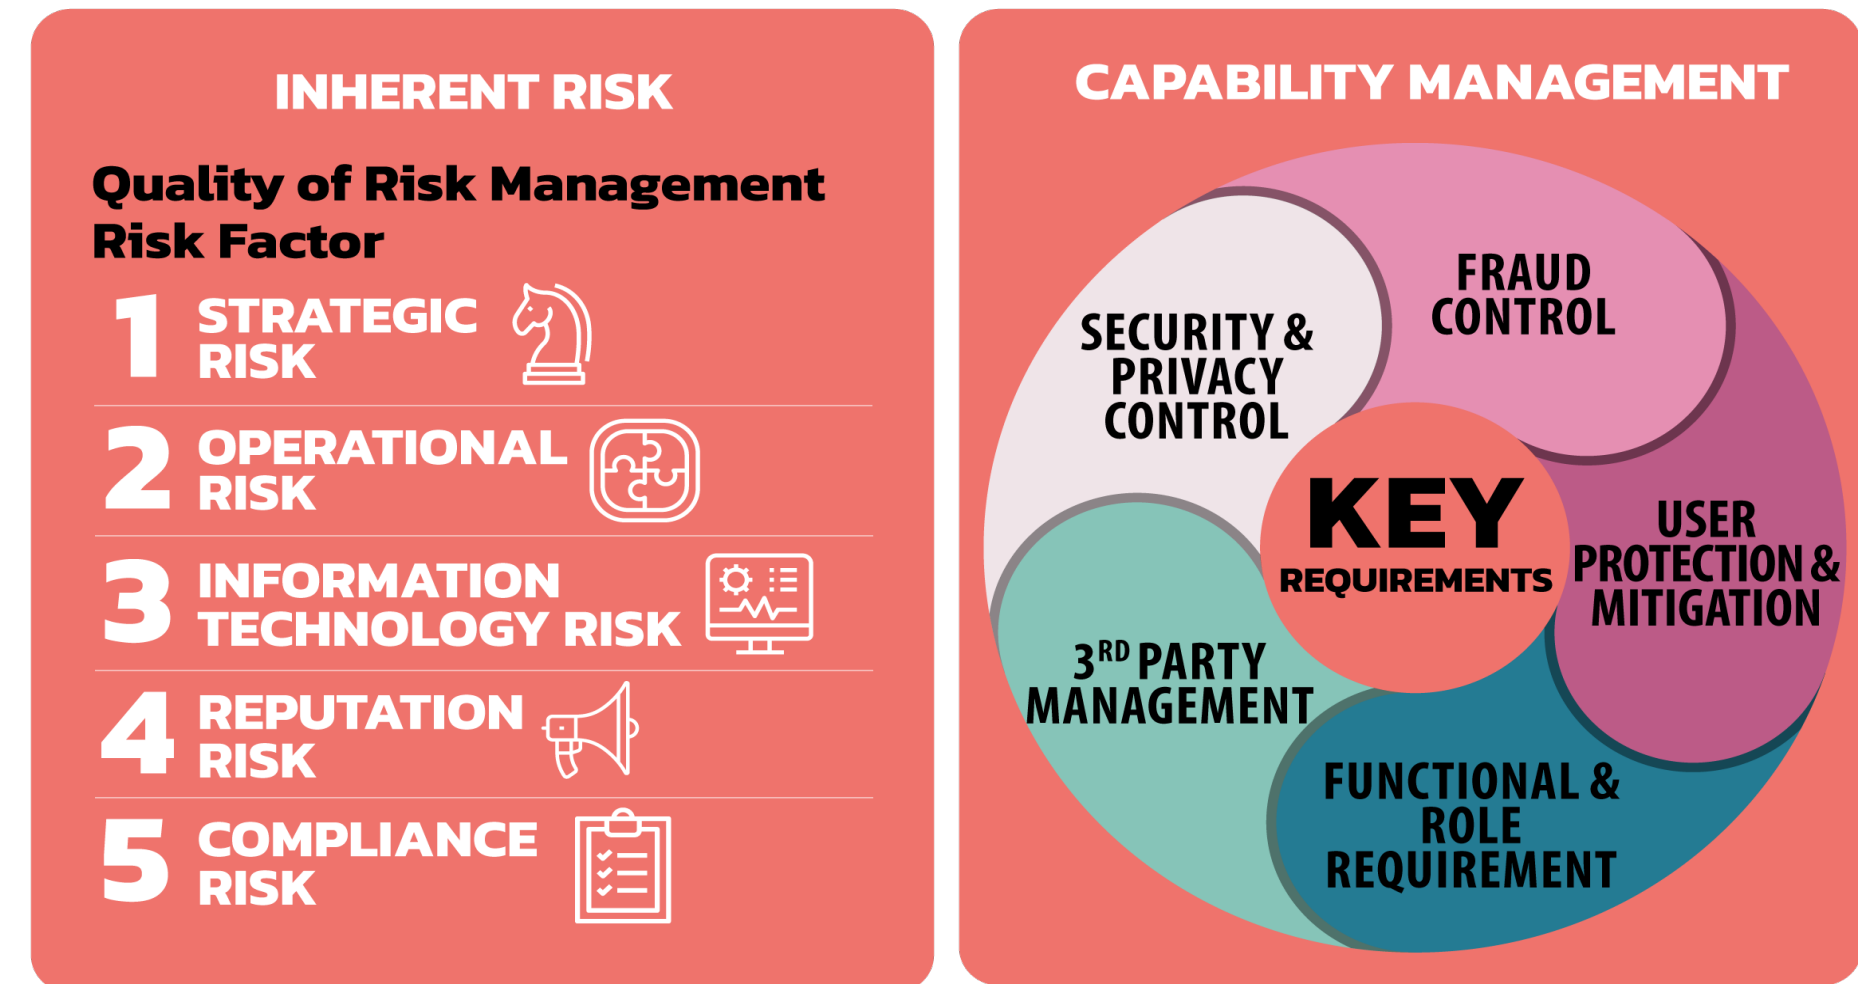 INHERENT RISK
Quality of Risk Management
Risk Factor
1 STRATEGIC
RISK
2 OPERATIONAL
RISK
3 INFORMATION
TECHNOLOGY RISK
4 REPUTATION
RISK
5 COMPLIANCE
RISK
CAPABILITY MANAGEMENT
FRAUD
CONTROL
SECURITY &
PRIVACY
CONTROL
KEY
REQUIREMENTS
USER
PROTECTION &
MITIGATION
3RD PARTY
MANAGEMENT
FUNCTIONAL &
ROLE
REQUIREMENT